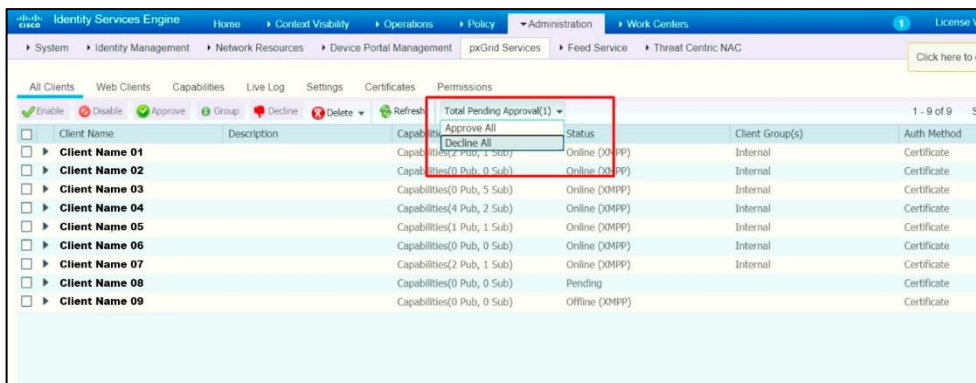 cisco Identity Services Engine Home Context Visibility Operations Policy Administration Work Centers 1 License
System Identity Management Network Resources Device Portal Management pxGrid Services Feed Service Threat Centric NAC
Click here to
All Clients Web Clients Capabilities Live Log Settings Certificates Permissions
Enable Disable Approve Group Decline Delete Refresh Total Pending Approval(1) 1 - 9 of 9
Approve All
Decline All
Client Name Description Status Client Group(s) Auth Method
Client Name 01 Capabilities(2 Pub, 1 Sub) Online (XMPP) Internal Certificate
Client Name 02 Capabilities(0 Pub, 0 Sub) Online (XMPP) Internal Certificate
Client Name 03 Capabilities(0 Pub, 5 Sub) Online (XMPP) Internal Certificate
Client Name 04 Capabilities(4 Pub, 2 Sub) Online (XMPP) Internal Certificate
Client Name 05 Capabilities(1 Pub, 1 Sub) Online (XMPP) Internal Certificate
Client Name 06 Capabilities(0 Pub, 0 Sub) Online (XMPP) Internal Certificate
Client Name 07 Capabilities(2 Pub, 1 Sub) Online (XMPP) Internal Certificate
Client Name 08 Capabilities(0 Pub, 0 Sub) Pending Certificate
Client Name 09 Capabilities(0 Pub, 0 Sub) Offline (XMPP) Certificate